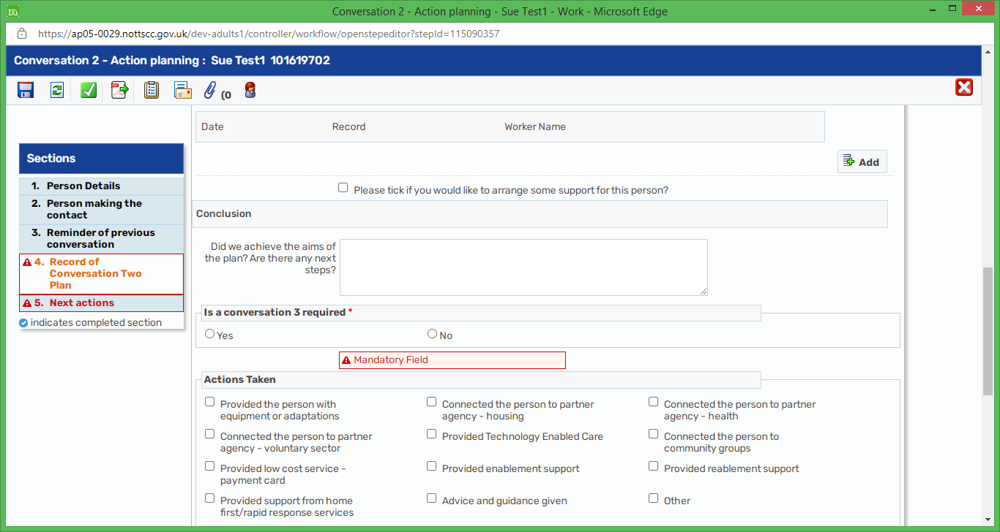 Conversation 2 - Action planning - Sue Test1 - Work - Microsoft Edge
https://ap05-0029.nottscc.gov.uk/dev-adults1/controller/workflow/openstepeditor?stepId=115090357
Conversation 2 - Action planning : Sue Test1 101619702
(0
Date Record Worker Name
Add
Please tick if you would like to arrange some support for this person?
Sections
1. Person Details
2. Person making the
contact
3. Reminder of previous
conversation
4. Record of
Conversation Two
Plan
5. Next actions
indicates completed section
Conclusion
Did we achieve the aims of
the plan? Are there any next
steps?
Is a conversation 3 required *
Yes No
Mandatory Field
Actions Taken
Provided the person with
equipment or adaptations
Connected the person to partner
agency - housing
Connected the person to partner
agency - health
Connected the person to partner
agency - voluntary sector
Provided Technology Enabled Care
Connected the person to
community groups
Provided low cost service -
payment card
Provided enablement support
Provided reablement support
Provided support from home
first/rapid response services
Advice and guidance given
Other